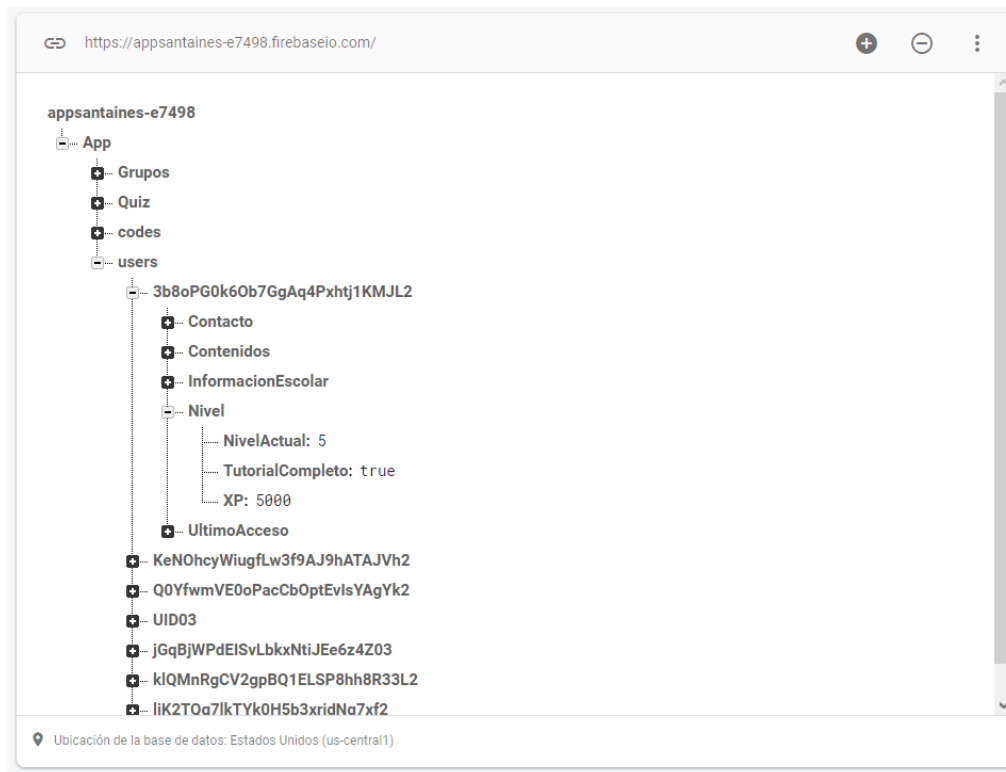 https://appsantaines-e7498.firebaseio.com/
appsantaines-e7498
App
Grupos
Quiz
codes
users
3b8oPG0k6Ob7GgAq4Pxhtj1KMJL2
Contacto
Contenidos
InformacionEscolar
Nivel
NivelActual: 5
TutorialCompleto: true
XP: 5000
UltimoAcceso
KeNOhcyWiugfLw3f9AJ9hATAJVh2
Q0YfwmVE0oPacCbOptEvIsYAgYk2
UID03
jGqBjWPdEISvLbkxNtiJEe6z4Z03
klQMnRgCV2gpBQ1ELSP8hh8R33L2
Ubicación de la base de datos: Estados Unidos (us-central1)